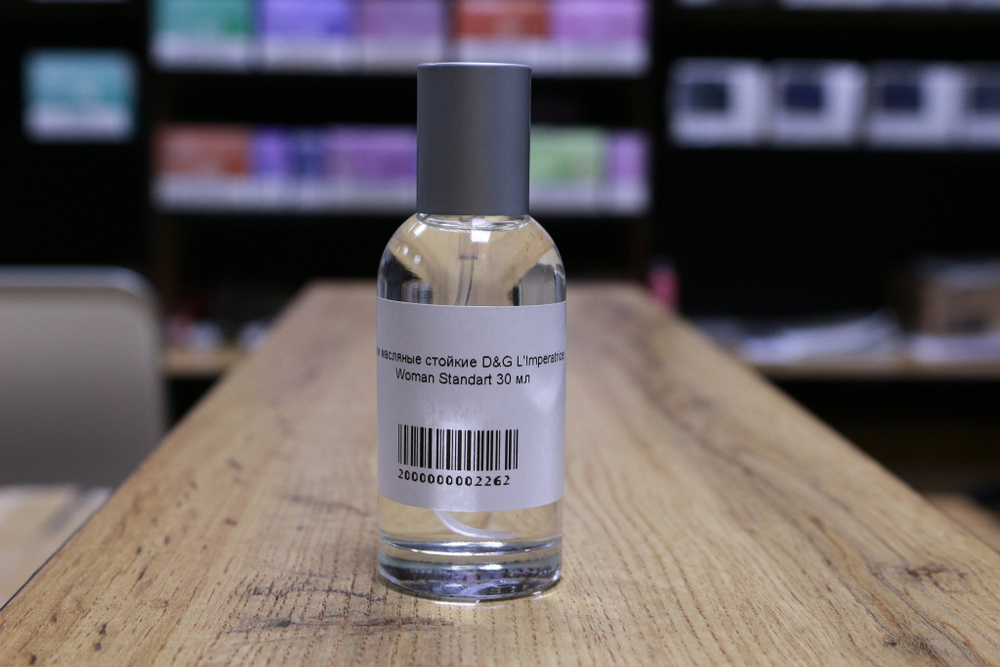 и масляные стойкие D&G L'Imperatrice
Woman Standart 30 мл
2000000002262